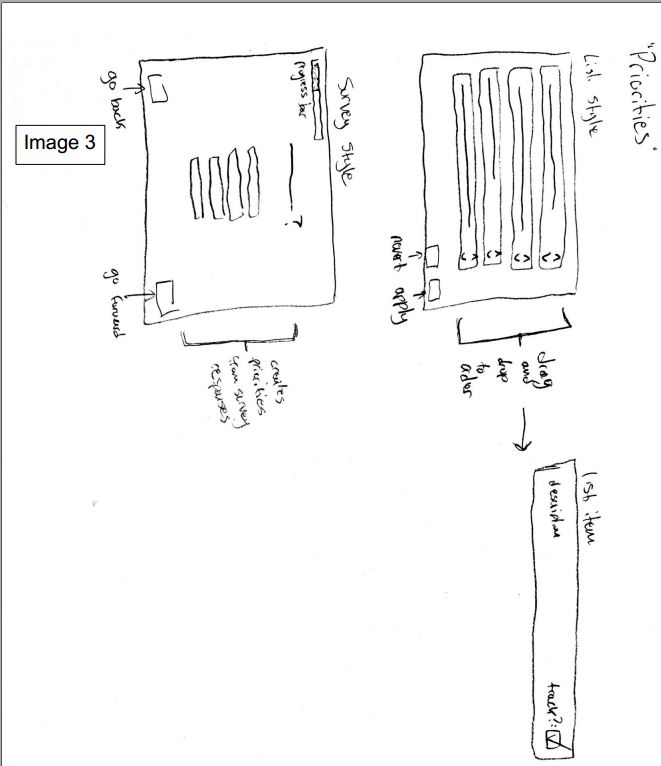 "Priorities"
List Style
revert
apply
drag
and
drop
to
order
list item
description
track?:
Survey Style
progress bar
?
go back
go forward
creates
priorities
from survey
responses
Image 3